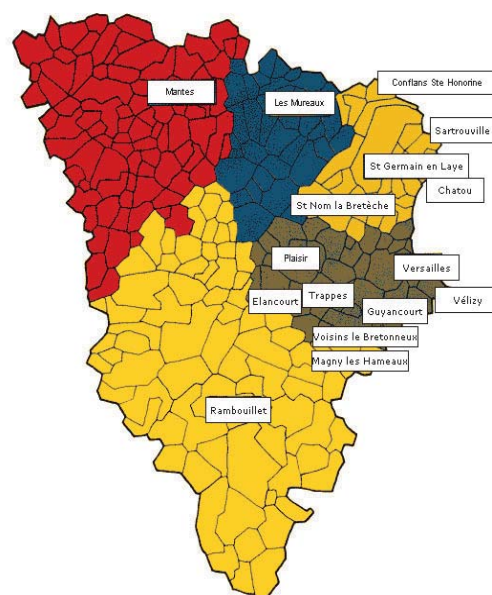 Conflans Ste Honorine
Mantes
Les Mureaux
Sartrouville
St Germain en Laye
Chatou
St Nom la Bretèche
Plaisir
Versailles
Elancourt
Trappes
Vélizy
Guyancourt
Voisins le Bretonneux
Magny les Hameaux
Rambouillet